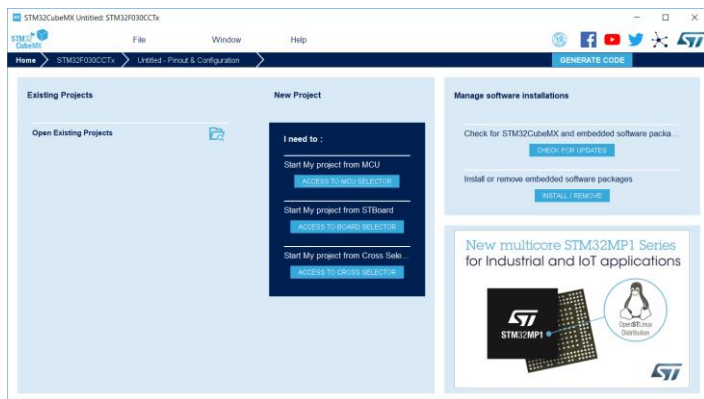 STM32CubeMX Untitled: STM32F030CCTx
STM32
CubeMX
File
Window
Help
Home
STM32F030CCTx
Untitled - Pinout & Configuration
GENERATE CODE
Existing Projects
Open Existing Projects
New Project
I need to :
Start My project from MCU
ACCESS TO MCU SELECTOR
Start My project from STBoard
ACCESS TO BOARD SELECTOR
Start My project from Cross Sele...
ACCESS TO CROSS SELECTOR
Manage software installations
Check for STM32CubeMX and embedded software packa...
CHECK FOR UPDATES
Install or remove embedded software packages
INSTALL / REMOVE
New multicore STM32MP1 Series
for Industrial and IoT applications
STM32MP1
OpenSTLinux
Distribution